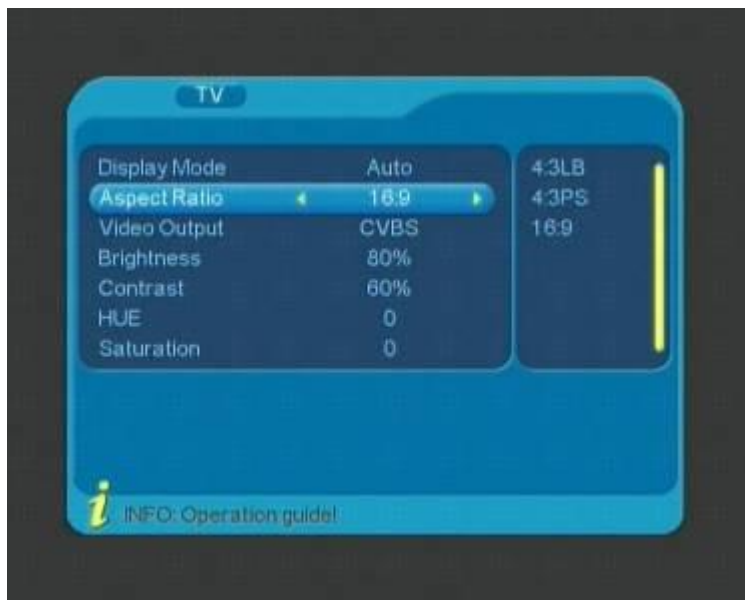 TV
Display Mode Auto
Aspect Ratio 16:9
Video Output CVBS
Brightness 80%
Contrast 60%
HUE 0
Saturation 0
4:3LB
4:3PS
16:9
INFO: Operation guide!